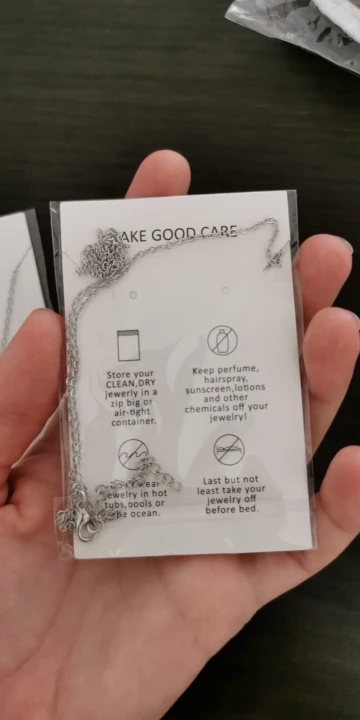 AKE GOOD CARE
Store your
CLEAN,DRY
jewerly in a
zip big or
air-tight
container.
Keep perfume,
hairspray,
sunscreen,lotions
and other
chemicals off your
jewelry!
wear
ewelry in hot
tubs,pools or
he ocean.
Last but not
least take your
jewelry off
before bed.